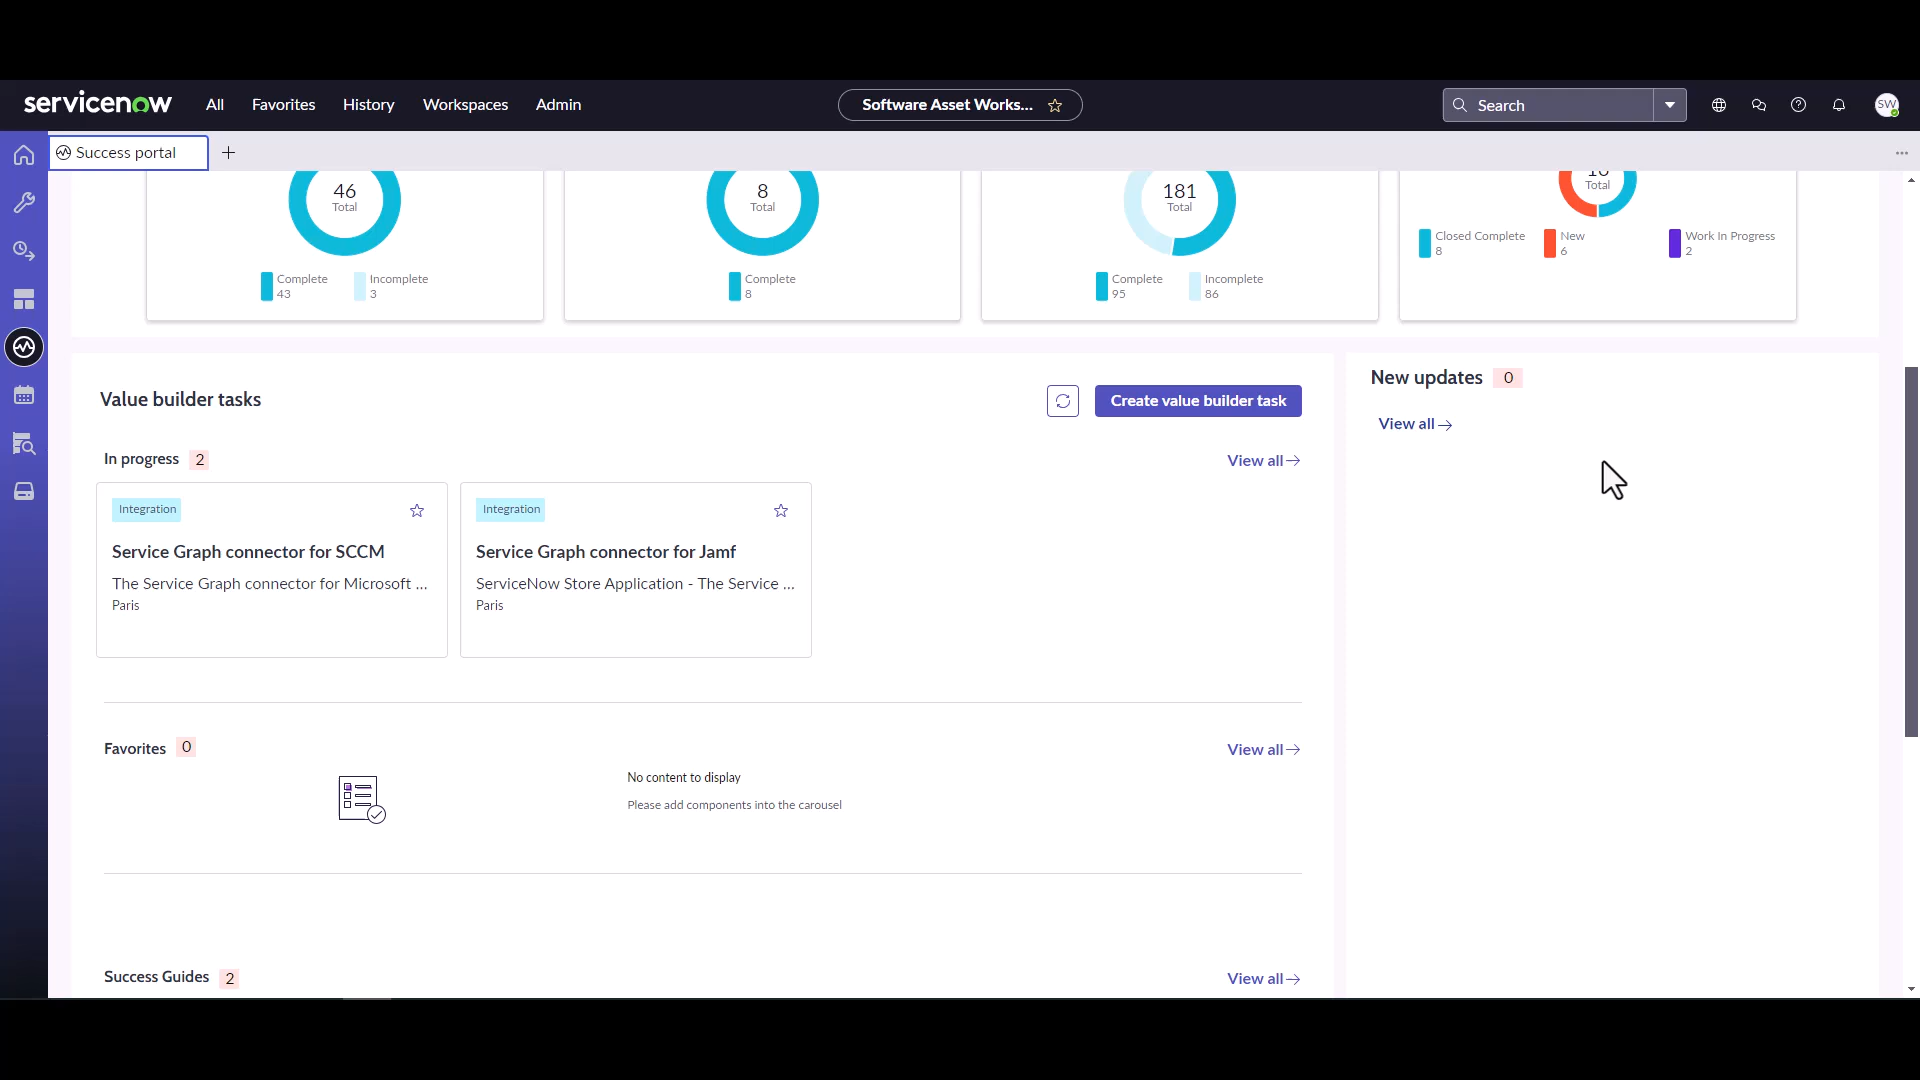 servicenow All Favorites History Workspaces Admin Software Asset Works... Search SW
Success portal
46
Total
8
Total
181
Total
Total
Closed Complete
8
New
6
Work In Progress
2
Complete
43
Incomplete
3
Complete
8
Complete
95
Incomplete
86
Value builder tasks
Create value builder task
New updates 0
View all
In progress 2
View all
Integration
Service Graph connector for SCCM
The Service Graph connector for Microsoft ...
Paris
Integration
Service Graph connector for Jamf
ServiceNow Store Application - The Service ...
Paris
Favorites 0
View all
No content to display
Please add components into the carousel
Success Guides 2
View all